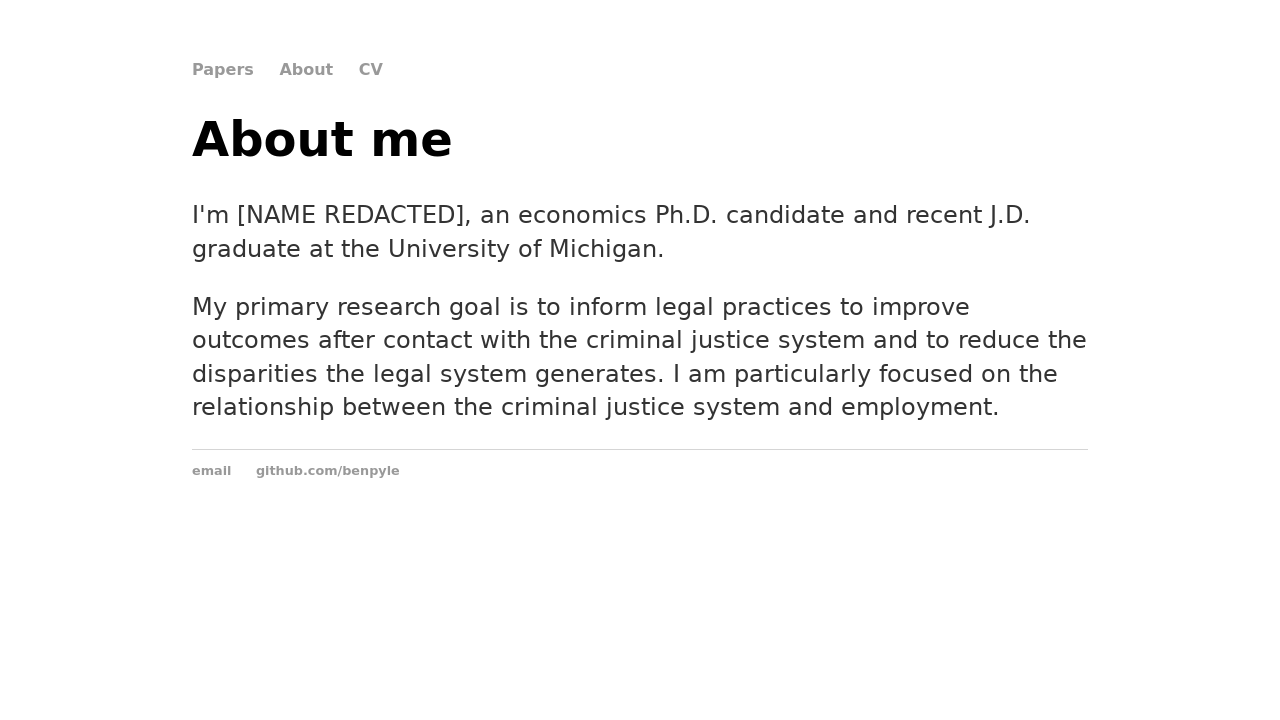 Papers About CV
About me
I'm [NAME REDACTED], an economics Ph.D. candidate and recent J.D.
graduate at the University of Michigan.
My primary research goal is to inform legal practices to improve
outcomes after contact with the criminal justice system and to reduce the
disparities the legal system generates. I am particularly focused on the
relationship between the criminal justice system and employment.
email github.com/benpyle